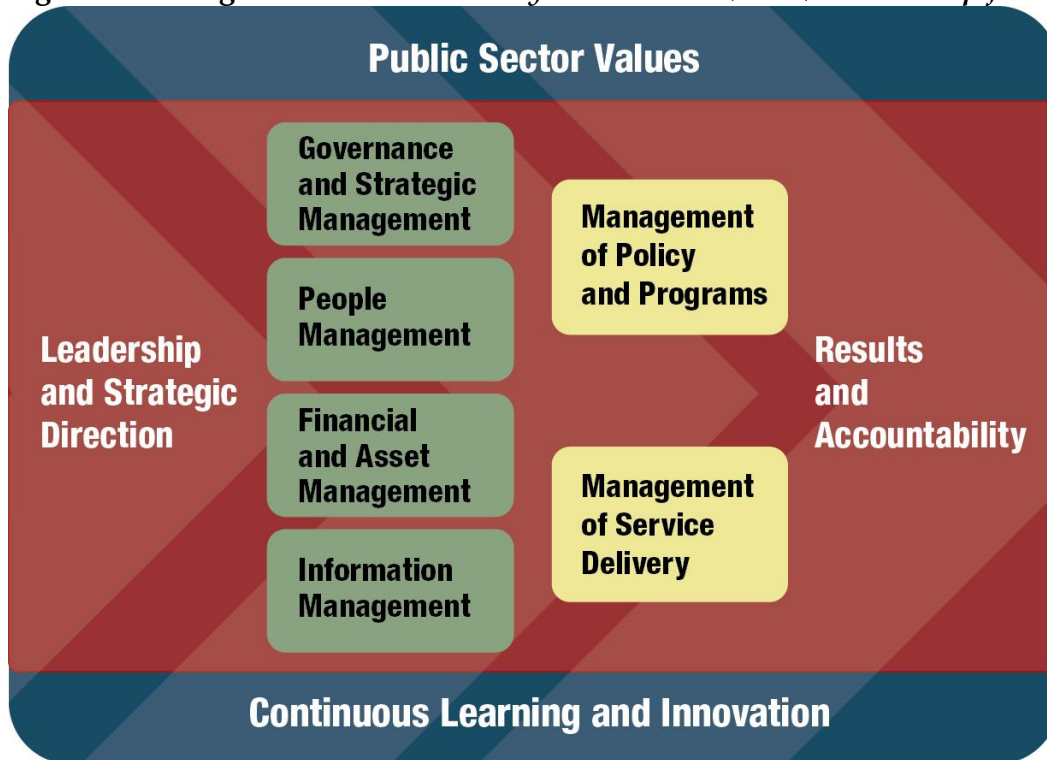 Public Sector Values
Governance
and Strategic
Management
People
Management
Financial
and Asset
Management
Information
Management
Leadership
and Strategic
Direction
Management
of Policy
and Programs
Management
of Service
Delivery
Results
and
Accountability
Continuous Learning and Innovation